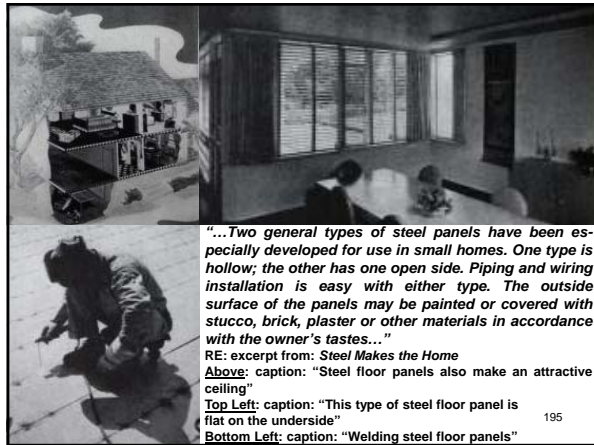 “…Two general types of steel panels have been es-
pecially developed for use in small homes. One type is
hollow; the other has one open side. Piping and wiring
installation is easy with either type. The outside
surface of the panels may be painted or covered with
stucco, brick, plaster or other materials in accordance
with the owner’s tastes…”
RE: excerpt from: Steel Makes the Home
Above: caption: “Steel floor panels also make an attractive
ceiling”
Top Left: caption: “This type of steel floor panel is
flat on the underside”
Bottom Left: caption: “Welding steel floor panels”
195